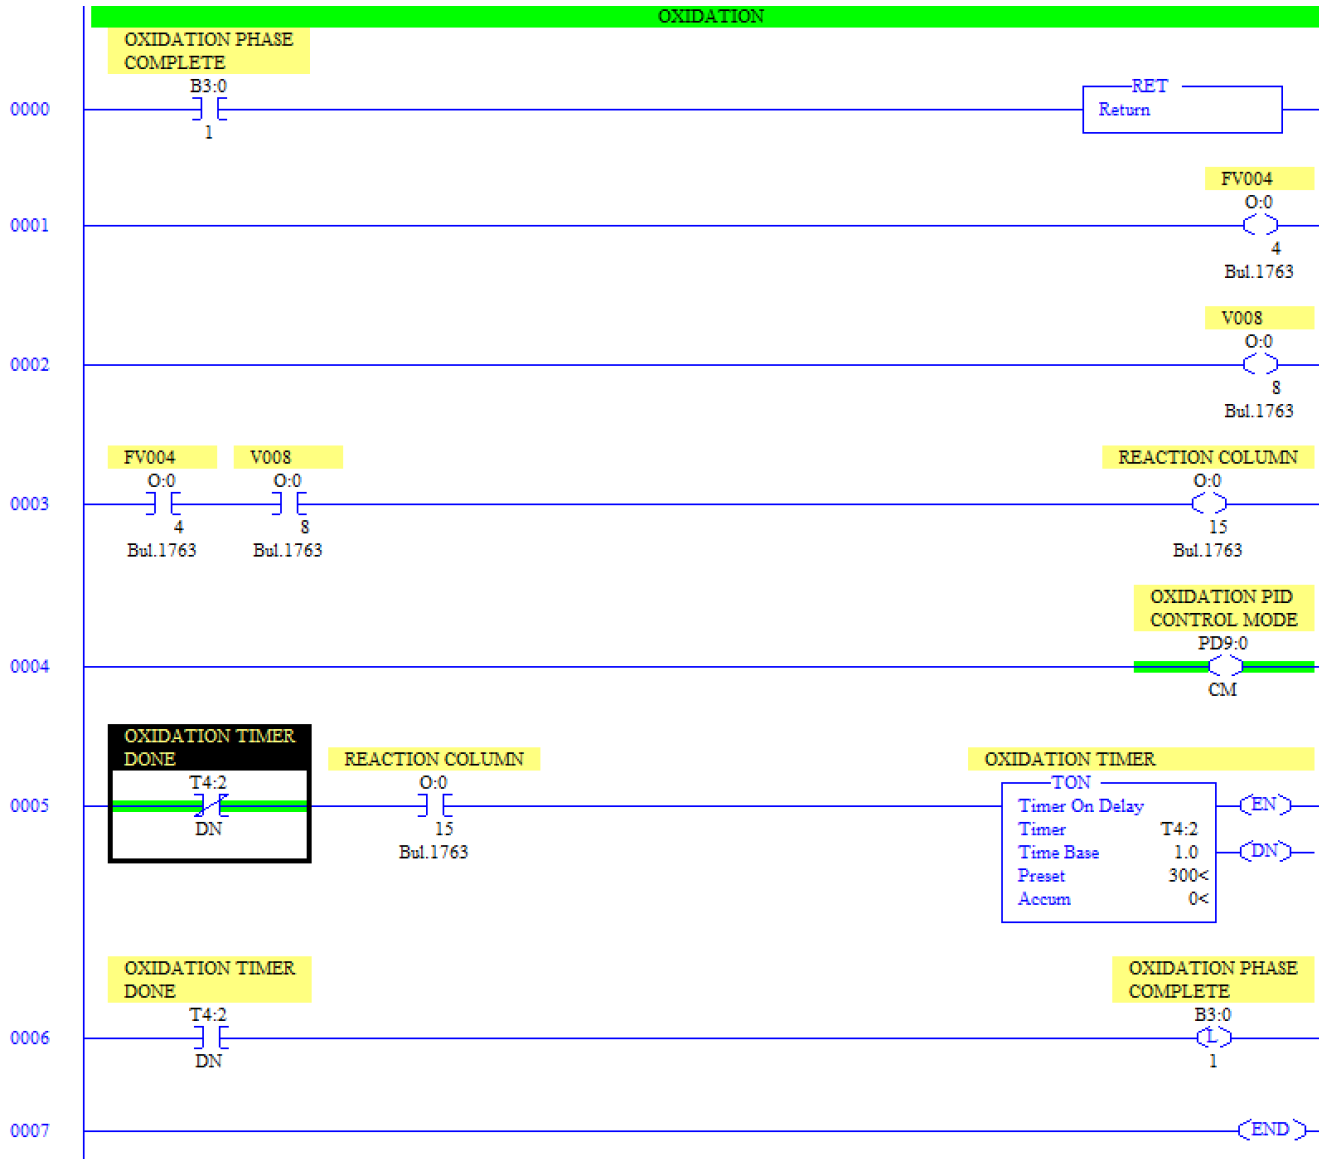 OXIDATION
OXIDATION PHASE
COMPLETE
B3:0
RET
0000
Return
1
FV004
O:0
0001
4
Bul.1763
V008
O:0
0002
8
Bul.1763
FV004 V008 REACTION COLUMN
O:0 O:0 O:0
0003
4 8 15
Bul.1763 Bul.1763 Bul.1763
OXIDATION PID
CONTROL MODE
PD9:0
0004
CM
OXIDATION TIMER
DONE REACTION COLUMN OXIDATION TIMER
T4:2 O:0 TON
0005 Timer On Delay EN
DN 15 Timer T4:2
Bul.1763 Time Base 1.0 DN
Preset 300<
Accum 0<
OXIDATION TIMER OXIDATION PHASE
DONE COMPLETE
T4:2 B3:0
0006 L
DN 1
0007 END